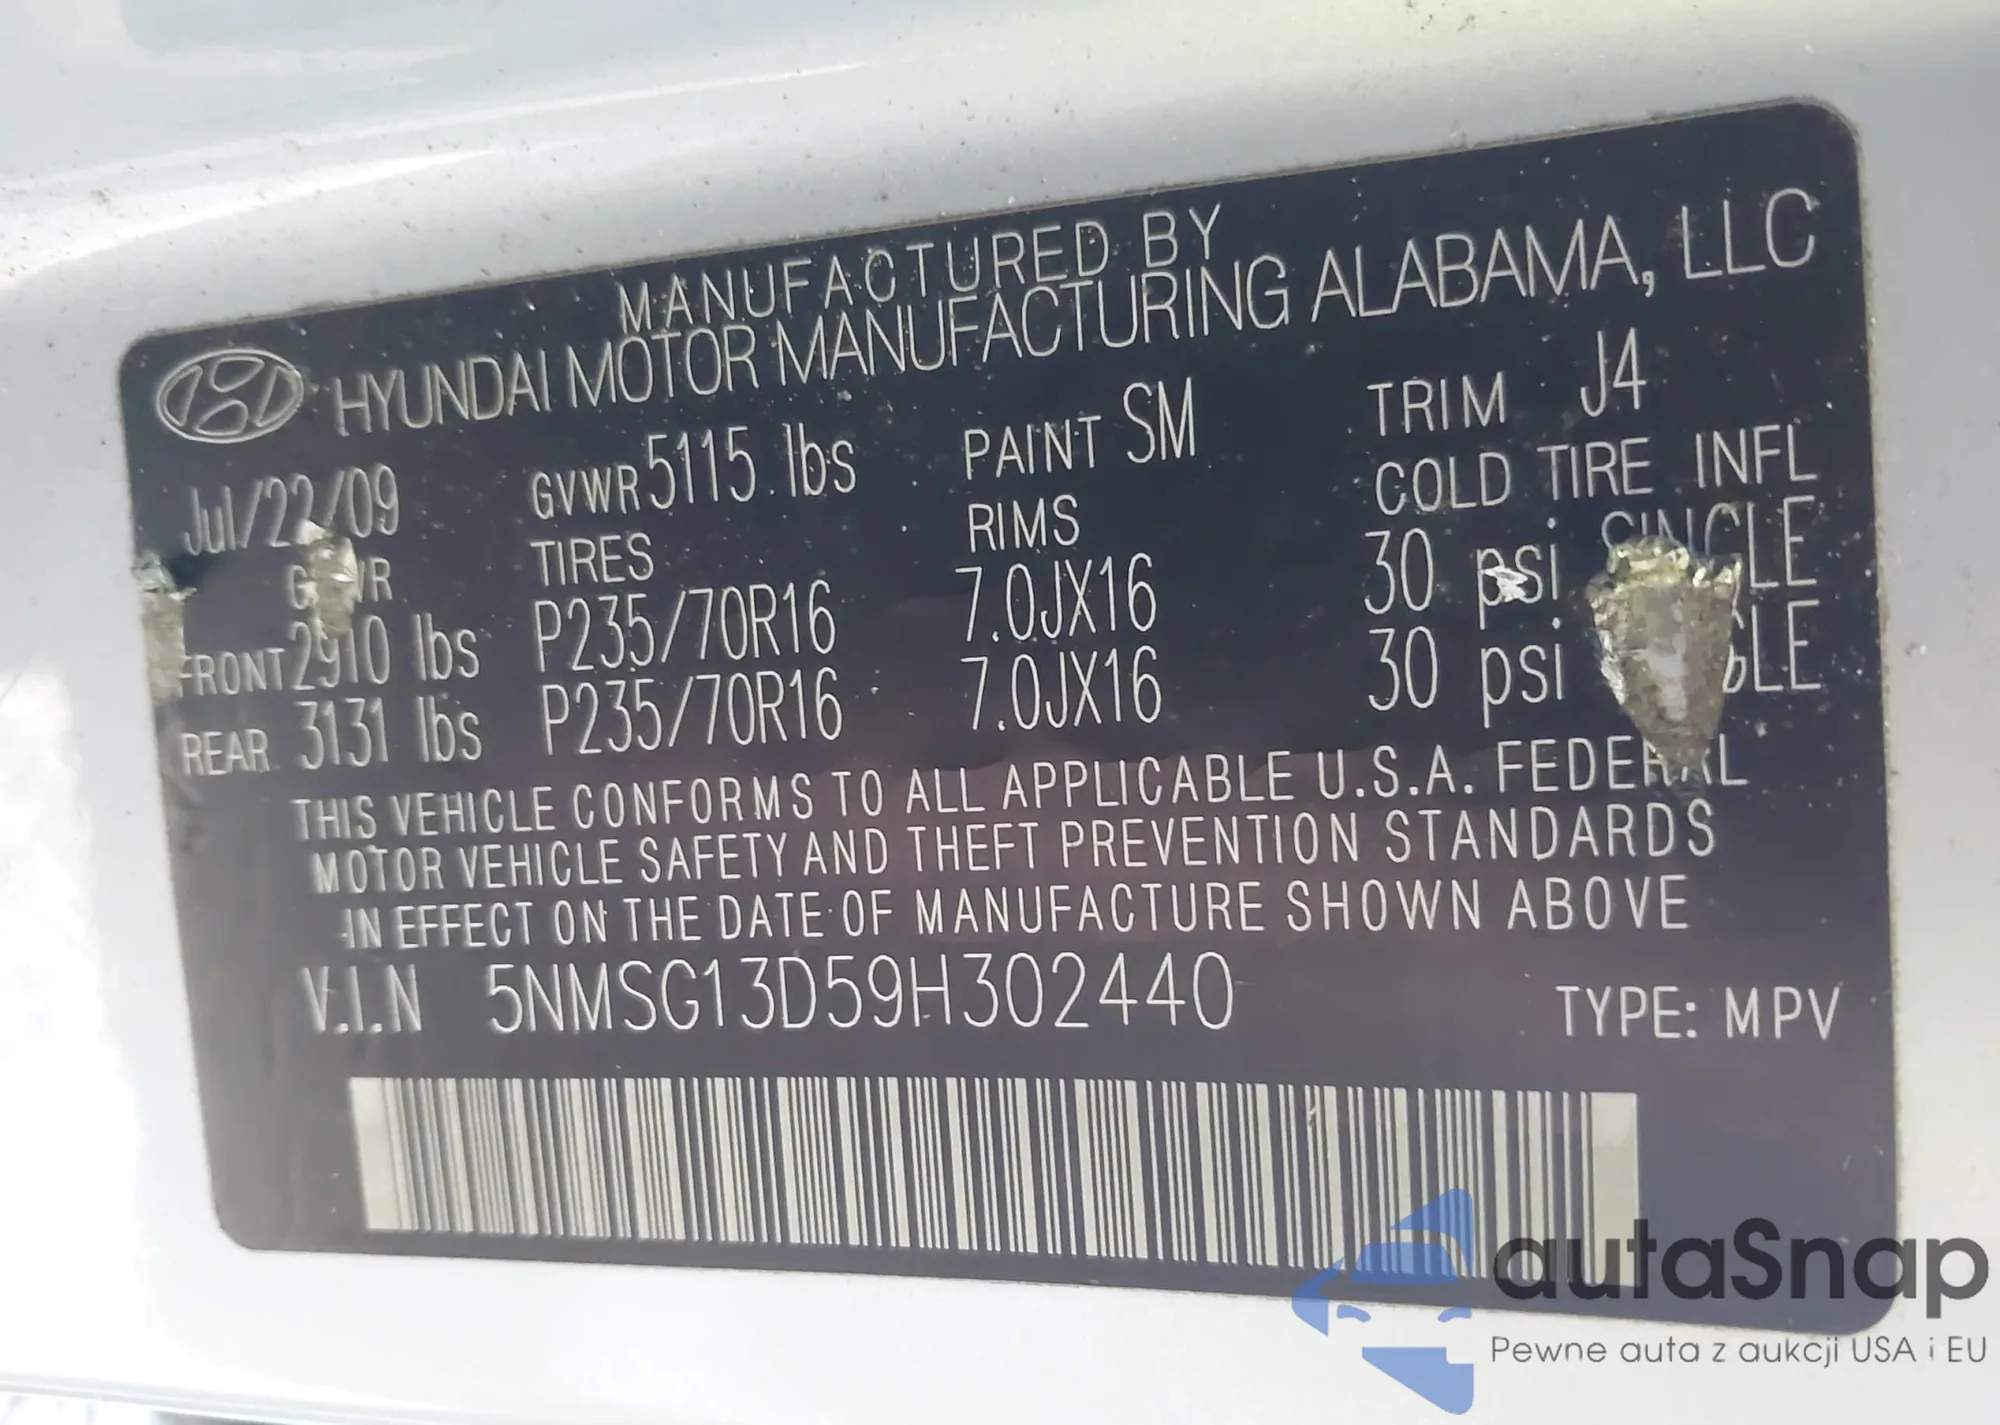 MANUFACTURED BY
HYUNDAI MOTOR MANUFACTURING ALABAMA, LLC
Jul/22/09 GVWR 5115 lbs PAINT SM TRIM J4
TIRES RIMS COLD TIRE INFL
FRONT 2910 lbs P235/70R16 7.0JX16 30 psi
REAR 3131 lbs P235/70R16 7.0JX16 30 psi
THIS VEHICLE CONFORMS TO ALL APPLICABLE U.S.A. FEDERAL
MOTOR VEHICLE SAFETY AND THEFT PREVENTION STANDARDS
IN EFFECT ON THE DATE OF MANUFACTURE SHOWN ABOVE
V.I.N 5NMSG13D59H302440 TYPE: MPV
autaSnap
Pewne auta z aukcji USA i EU